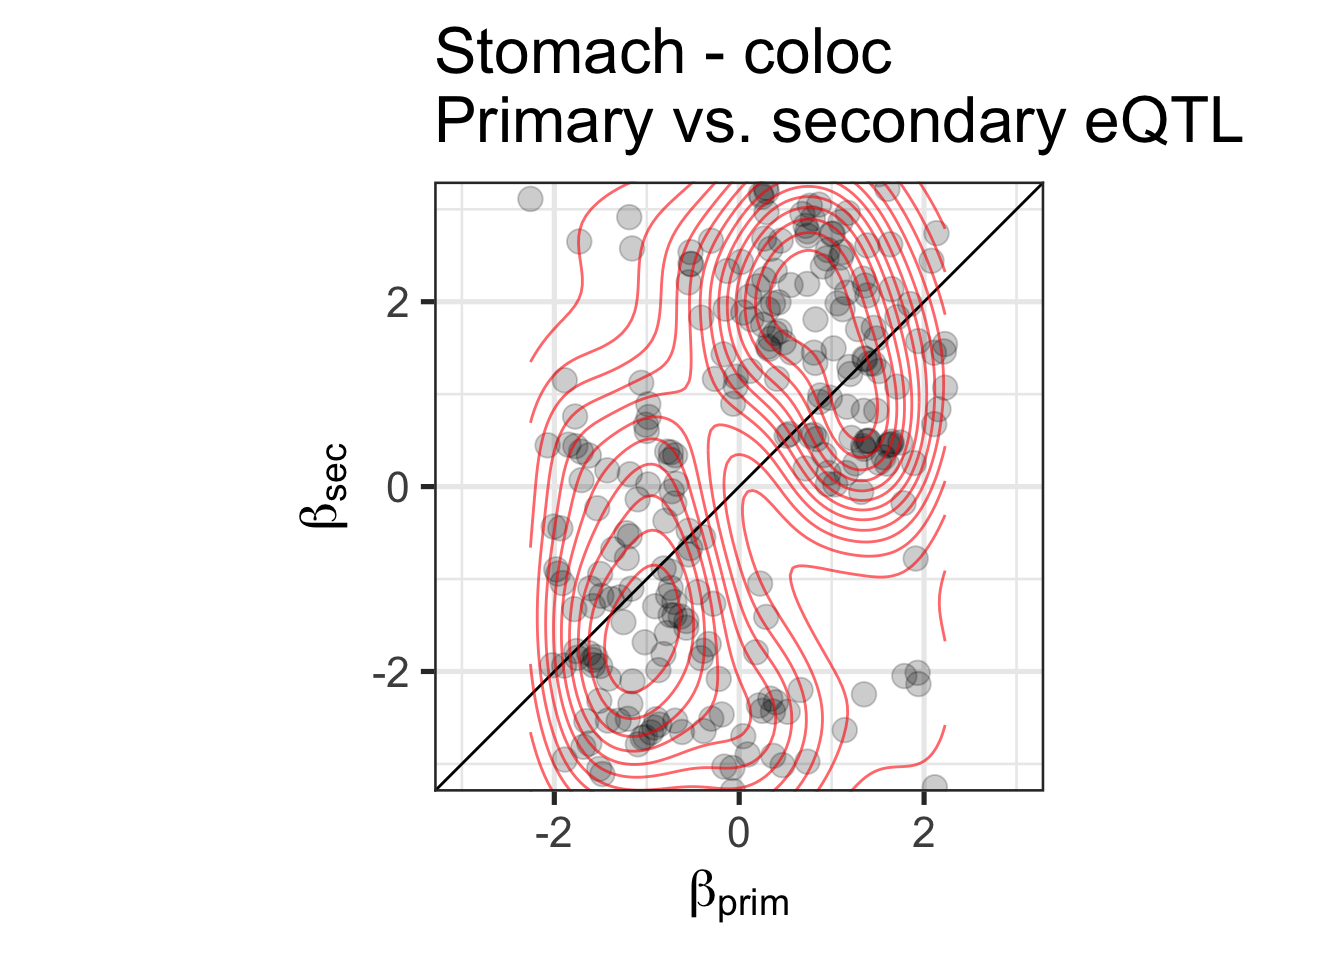 Stomach - coloc
Primary vs. secondary eQTL
2
0
-2
βsec
-2 0 2
βprim